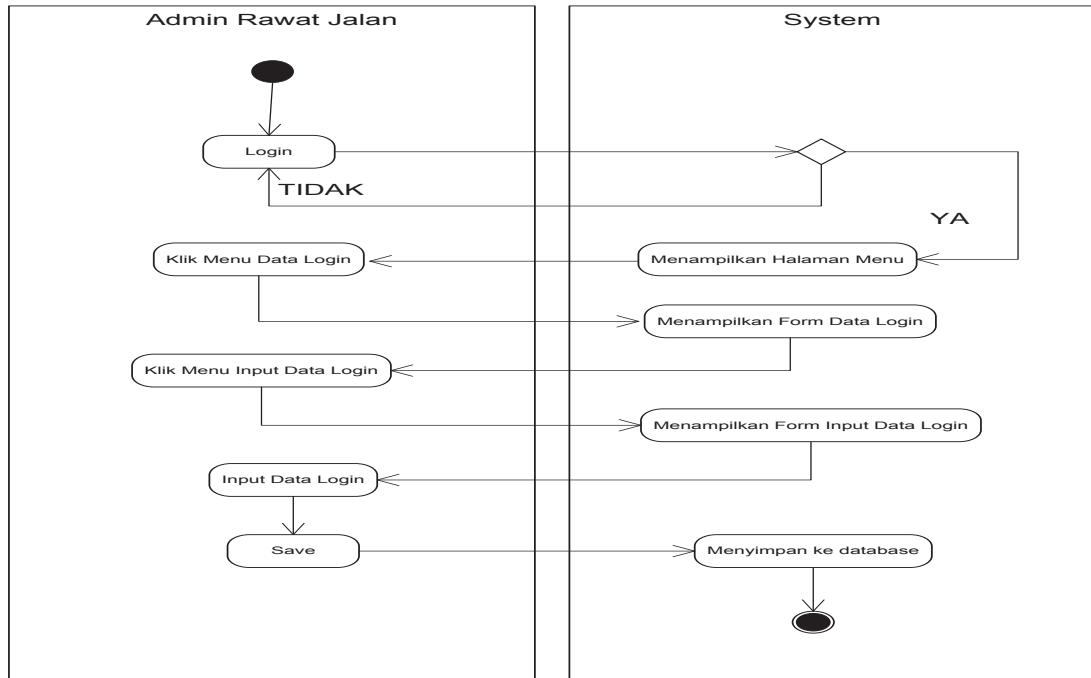 Admin Rawat Jalan
System
Login
TIDAK
YA
Klik Menu Data Login
Menampilkan Halaman Menu
Menampilkan Form Data Login
Klik Menu Input Data Login
Menampilkan Form Input Data Login
Input Data Login
Save
Menyimpan ke database